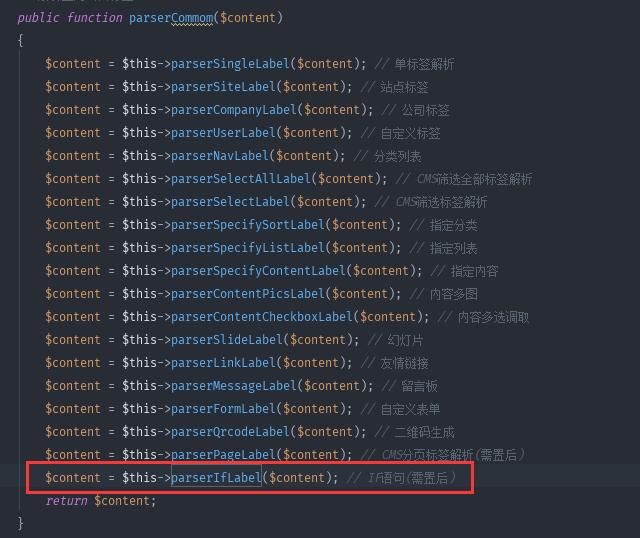 public function parserCommom($content)
{
$content = $this->parserSingleLabel($content); // 单标签解析
$content = $this->parserSiteLabel($content); // 站点标签
$content = $this->parserCompanyLabel($content); // 公司标签
$content = $this->parserUserLabel($content); // 自定义标签
$content = $this->parserNavLabel($content); // 分类列表
$content = $this->parserSelectAllLabel($content); // CMS筛选全部标签解析
$content = $this->parserSelectLabel($content); // CMS筛选标签解析
$content = $this->parserSpecifySortLabel($content); // 指定分类
$content = $this->parserSpecifyListLabel($content); // 指定列表
$content = $this->parserSpecifyContentLabel($content); // 指定内容
$content = $this->parserContentPicsLabel($content); // 内容多图
$content = $this->parserContentCheckboxLabel($content); // 内容多选调取
$content = $this->parserSlideLabel($content); // 幻灯片
$content = $this->parserLinkLabel($content); // 友情链接
$content = $this->parserMessageLabel($content); // 留言板
$content = $this->parserFormLabel($content); // 自定义表单
$content = $this->parserQrcodeLabel($content); // 二维码生成
$content = $this->parserPageLabel($content); // CMS分页标签解析(需置后)
$content = $this->parserIfLabel($content); // IF语句(需置后)
return $content;
}